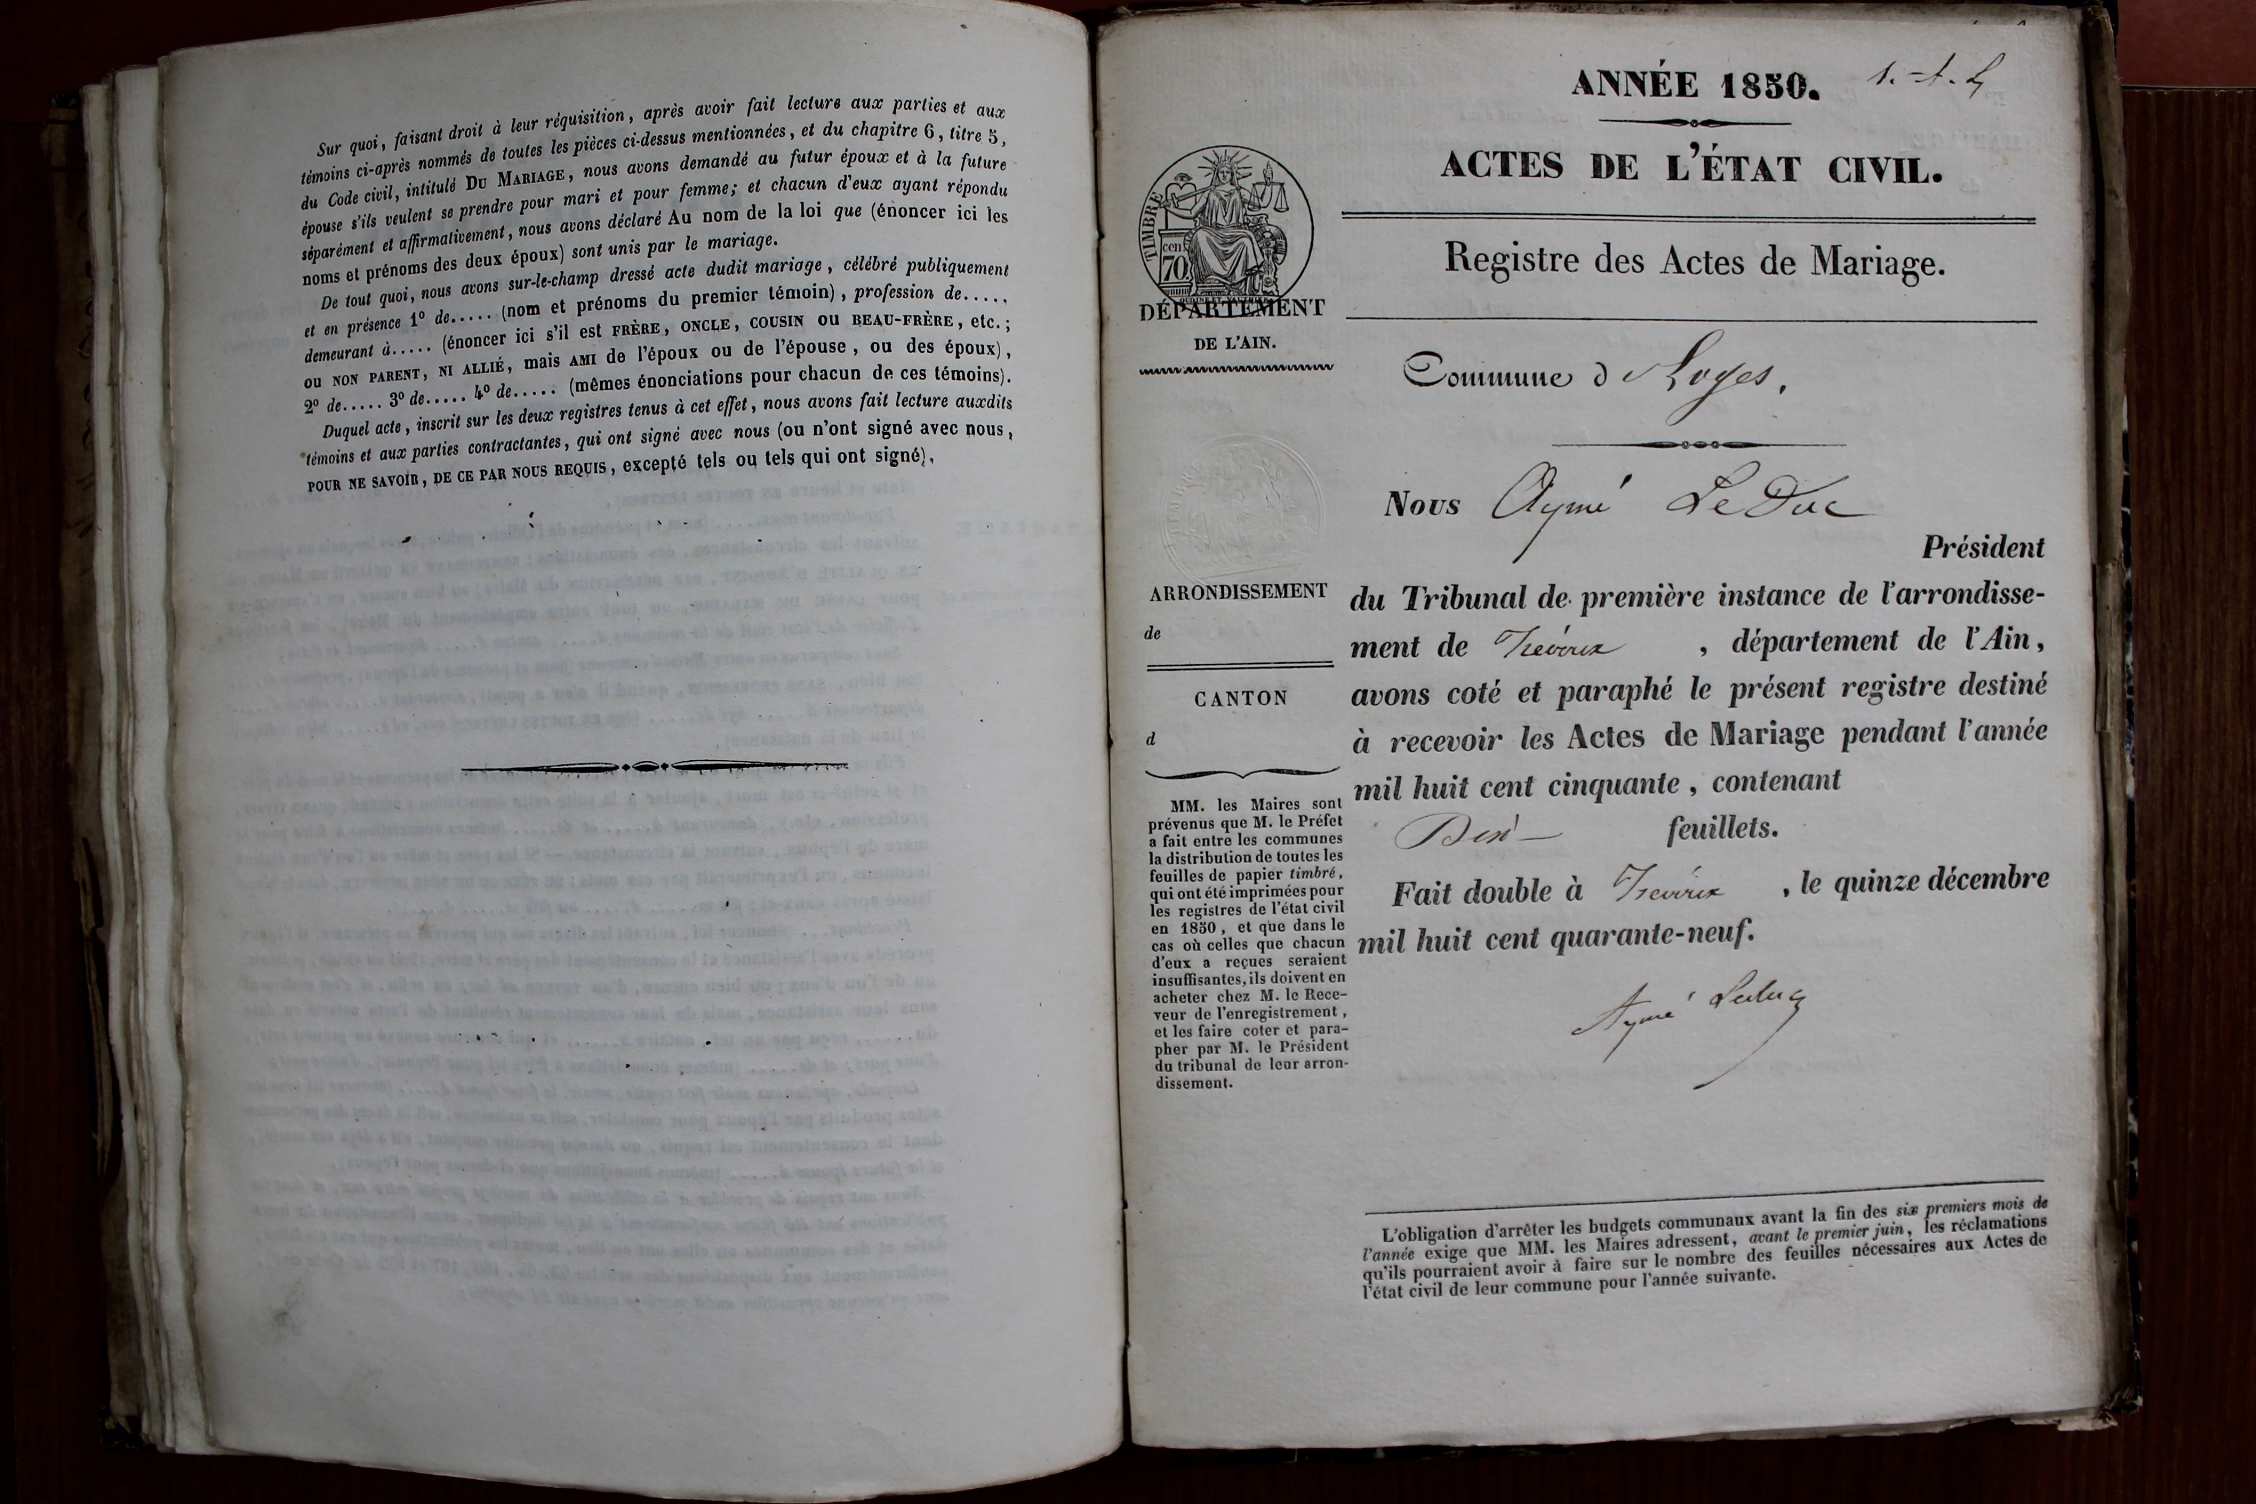 Sur quoi, faisant droit à leur réquisition, après avoir fait lecture aux parties et aux
témoins ci-après nommés de toutes les pièces ci-dessus mentionnées, et du chapitre 6, titre 5,
du Code civil, intitulé DU MARIAGE, nous avons demandé au futur époux et à la future
épouse s'ils veulent se prendre pour mari et pour femme; et chacun d'eux ayant répondu
séparément et affirmativement, nous avons déclaré Au nom de la loi que (énoncer ici les
noms et prénoms des deux époux) sont unis par le mariage.
De tout quoi, nous avons sur-le-champ dressé acte dudit mariage, célébré publiquement
et en présence 1º de..... (nom et prénoms du premier témoin), profession de.....
demeurant à..... (énoncer ici s'il est FRÈRE, ONCLE, COUSIN OU BEAU-FRÈRE, etc.;
ou NON PARENT, NI ALLIÉ, mais AMI de l'époux ou de l'épouse, ou des époux),
2º de..... 3º de..... 4º de..... (mêmes énonciations pour chacun de ces témoins).
Duquel acte, inscrit sur les deux registres tenus à cet effet, nous avons fait lecture auxdits
témoins et aux parties contractantes, qui ont signé avec nous (ou n'ont signé avec nous,
POUR NE SAVOIR, DE CE PAR NOUS REQUIS, excepté tels ou tels qui ont signé).
ANNÉE 1850.
ACTES DE L'ÉTAT CIVIL.
Registre des Actes de Mariage.
TIMBRE
cen
70
DÉPARTEMENT
DE L'AIN.
Commune d Loyes.
Nous Aymé LeDuc
Président
du Tribunal de première instance de l'arrondisse-
ment de Trévoux , département de l'Ain,
avons coté et paraphé le présent registre destiné
à recevoir les Actes de Mariage pendant l'année
mil huit cent cinquante, contenant
feuillets.
Fait double à Trévoux , le quinze décembre
mil huit cent quarante-neuf.
Aymé Leduc
ARRONDISSEMENT
de
CANTON
d
MM. les Maires sont
prévenus que M. le Préfet
a fait entre les communes
la distribution de toutes les
feuilles de papier timbré,
qui ont été imprimées pour
les registres de l'état civil
en 1850, et que dans le
cas où celles que chacun
d'eux a reçues seraient
insuffisantes, ils doivent en
acheter chez M. le Rece-
veur de l'enregistrement,
et les faire coter et para-
pher par M. le Président
du tribunal de leur arron-
dissement.
L'obligation d'arrêter les budgets communaux avant la fin des six premiers mois de
l'année exige que MM. les Maires adressent, avant le premier juin, les réclamations
qu'ils pourraient avoir à faire sur le nombre des feuilles nécessaires aux Actes de
l'état civil de leur commune pour l'année suivante.